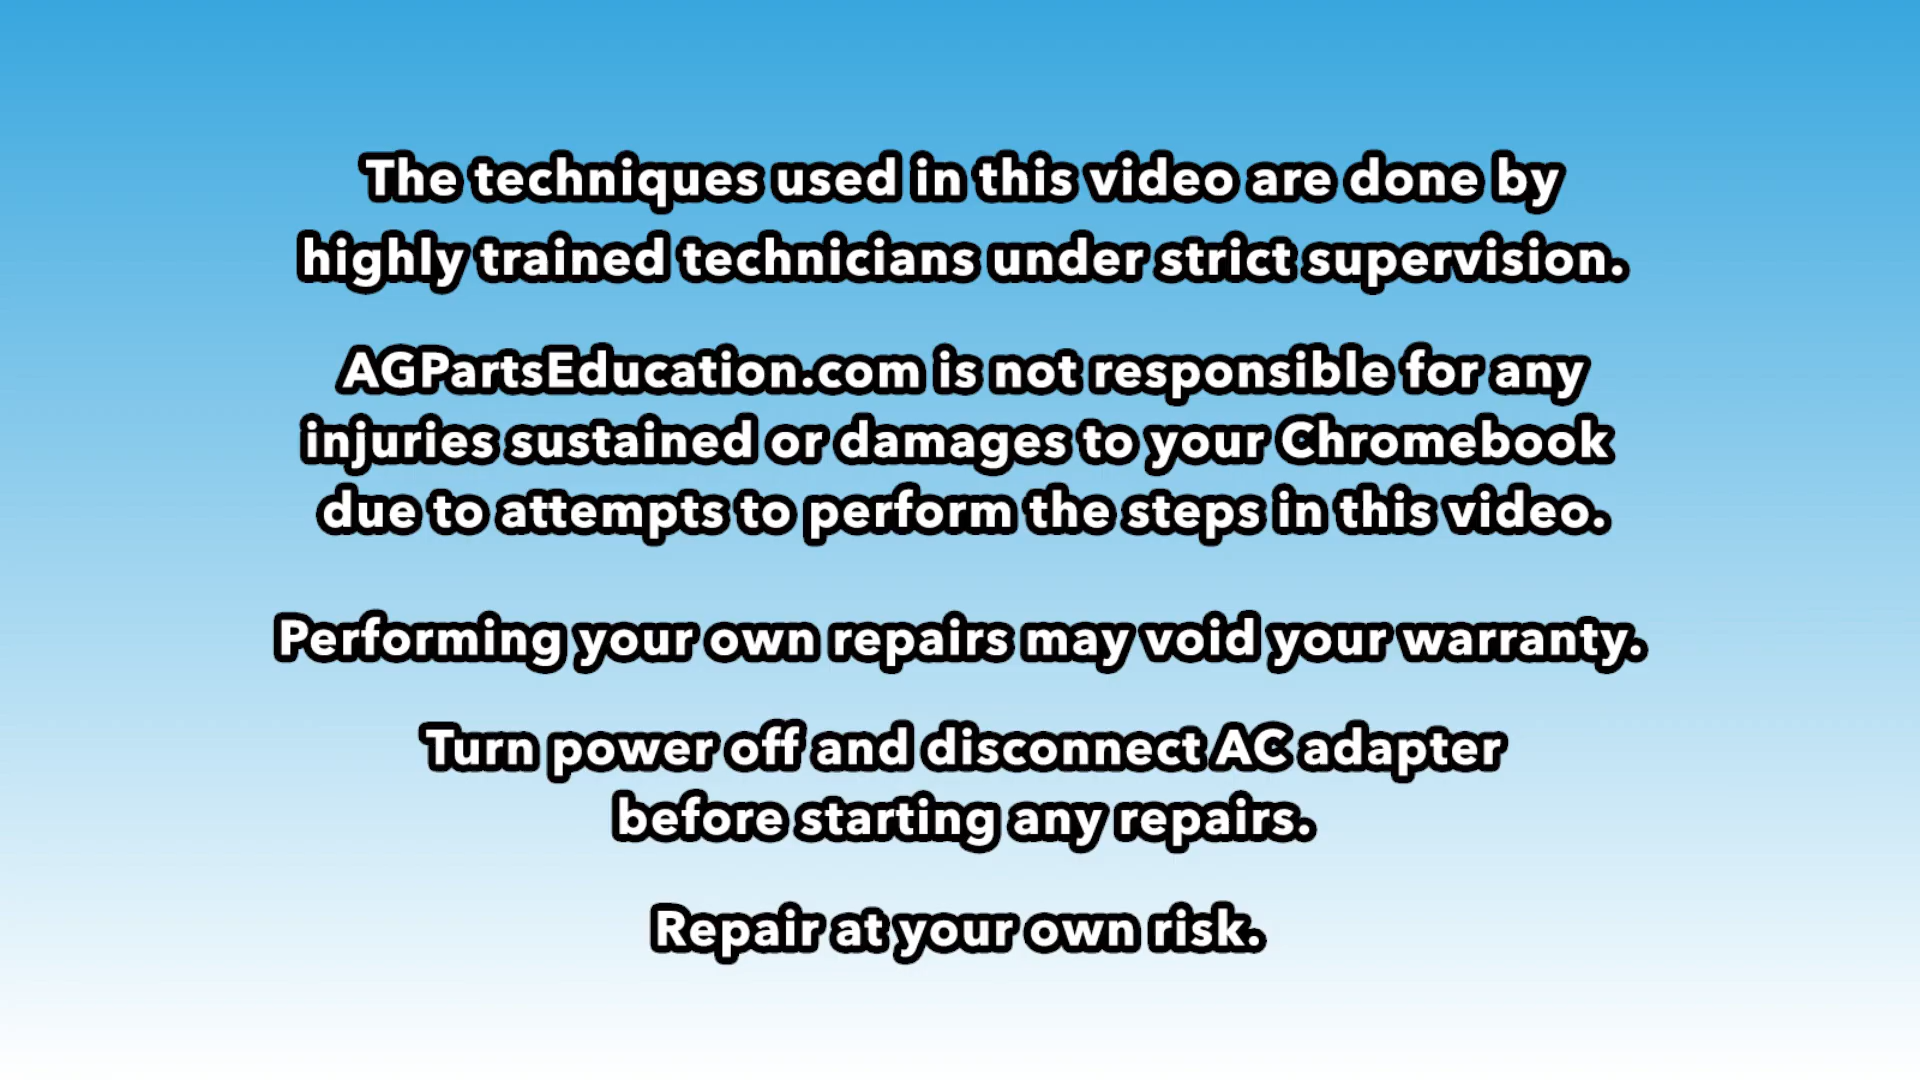 The techniques used in this video are done by
highly trained technicians under strict supervision.
AGPartsEducation.com is not responsible for any
injuries sustained or damages to your Chromebook
due to attempts to perform the steps in this video.
Performing your own repairs may void your warranty.
Turn power off and disconnect AC adapter
before starting any repairs.
Repair at your own risk.